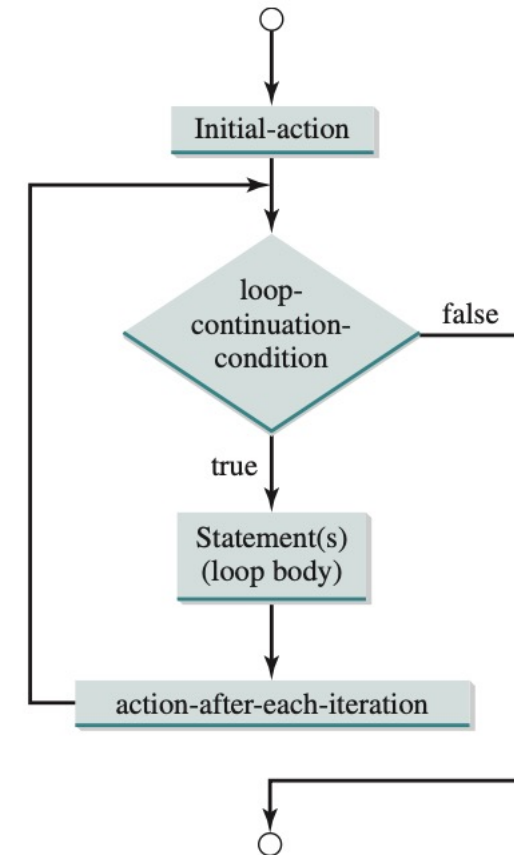 Initial-action
loop-
continuation-
condition
false
true
Statement(s)
(loop body)
action-after-each-iteration